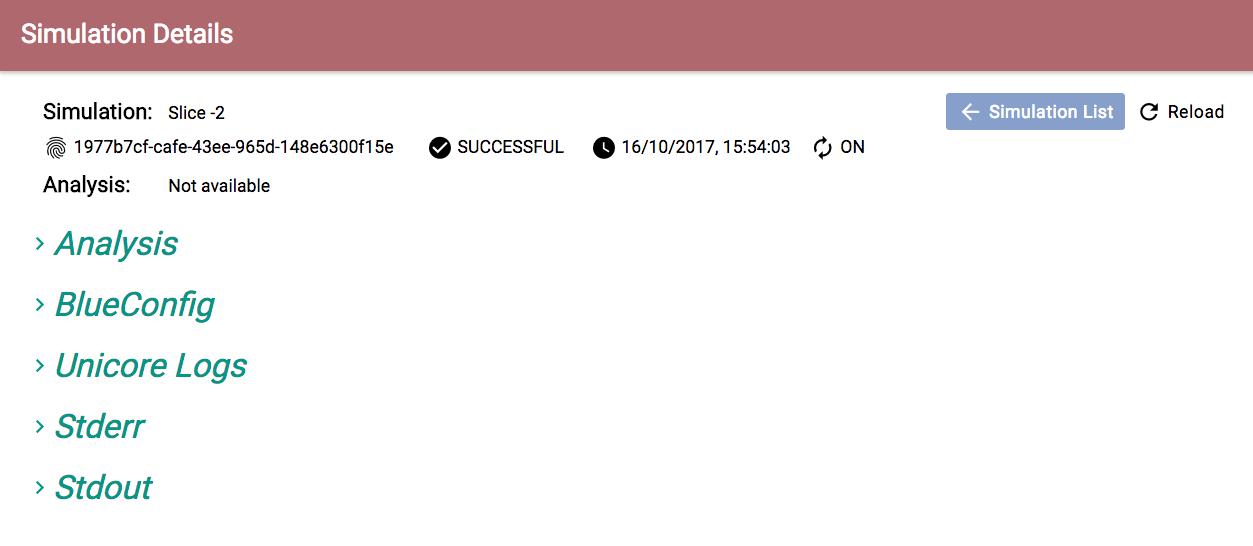 Simulation Details
Simulation: Slice -2
Simulation List
Reload
1977b7cf-cafe-43ee-965d-148e6300f15e SUCCESSFUL 16/10/2017, 15:54:03 ON
Analysis: Not available
Analysis
BlueConfig
Unicore Logs
Stderr
Stdout